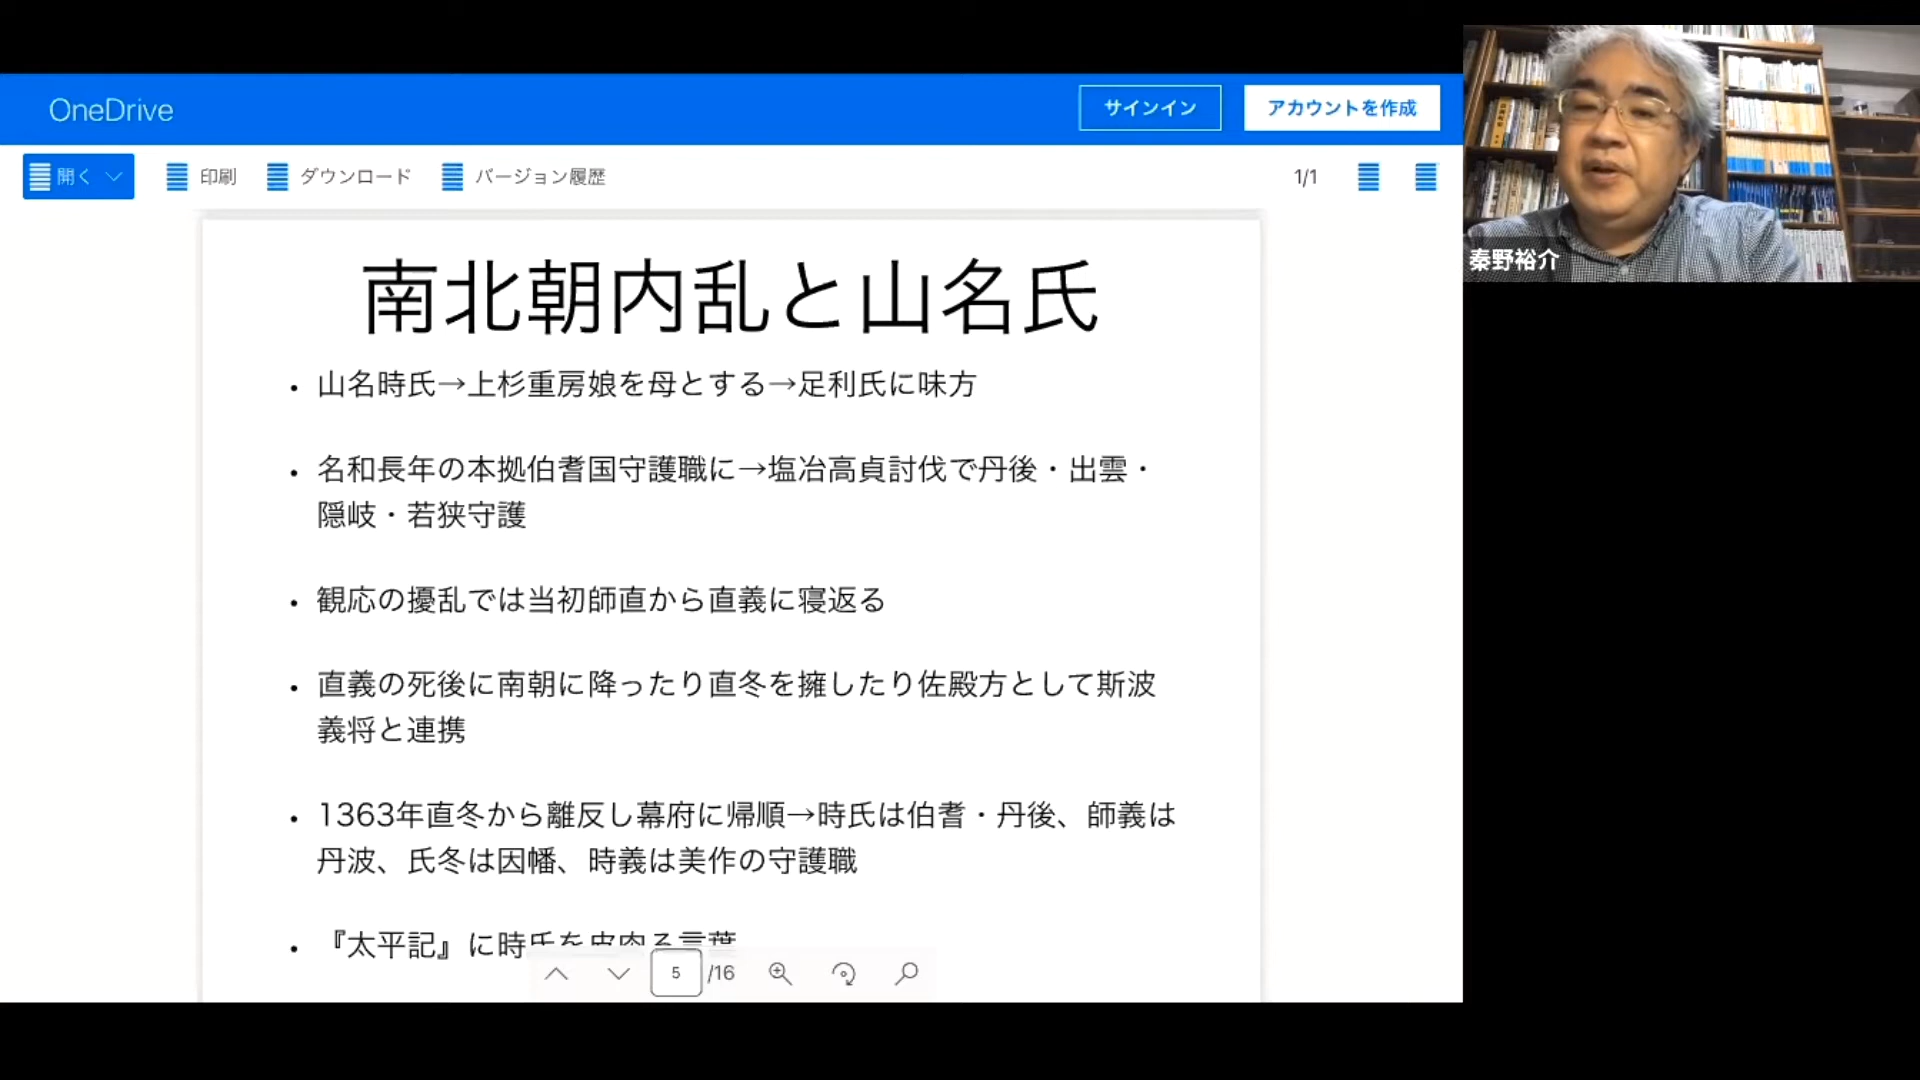 OneDrive
サインイン
アカウントを作成
開く
印刷
ダウンロード
バージョン履歴
1/1
秦野裕介
南北朝内乱と山名氏
• 山名時氏→上杉重房娘を母とする→足利氏に味方
• 名和長年の本拠伯耆国守護職に→塩冶高貞討伐で丹後・出雲・
隠岐・若狭守護
• 観応の擾乱では当初師直から直義に寝返る
• 直義の死後に南朝に降ったり直冬を擁したり佐殿方として斯波
義将と連携
• 1363年直冬から離反し幕府に帰順→時氏は伯耆・丹後、師義は
丹波、氏冬は因幡、時義は美作の守護職
• 『太平記』に時氏を皮肉る言葉
5 /16